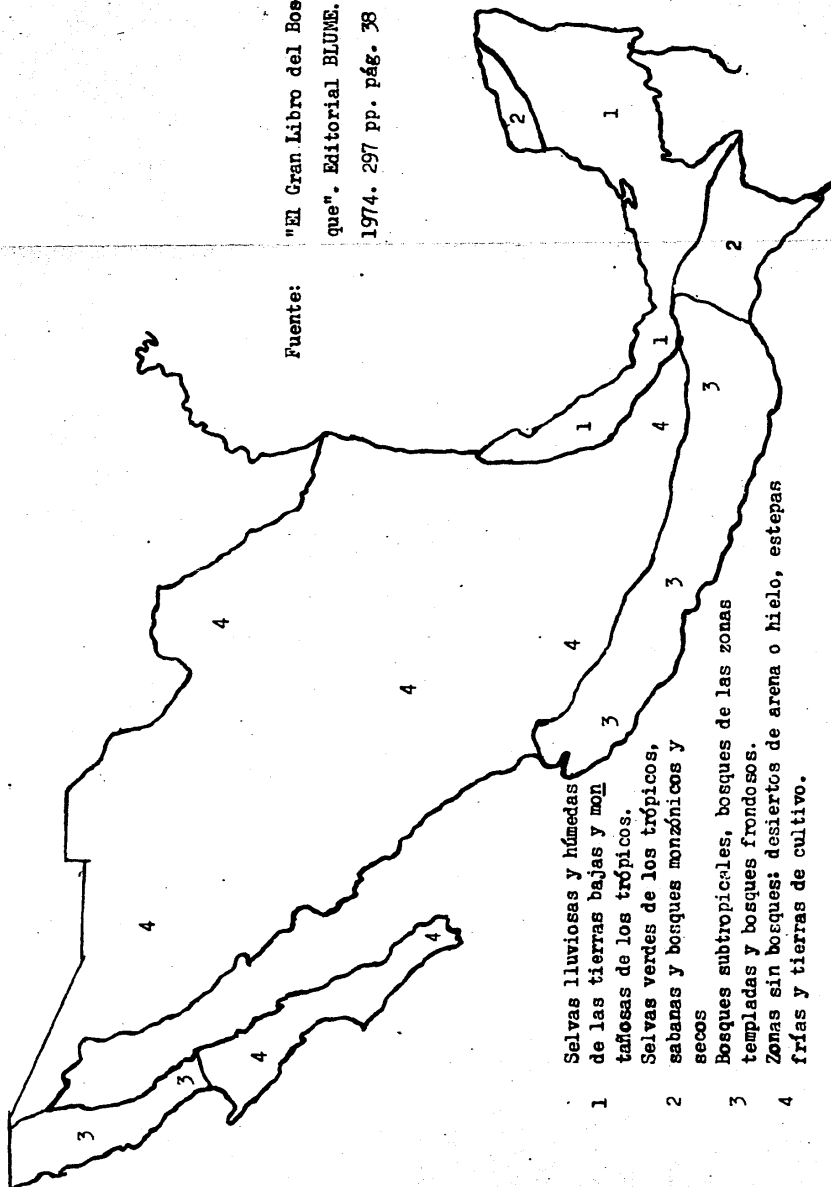 Fuente: "El Gran Libro del Bos
que". Editorial BLUME.
1974. 297 pp. pág. 38
3
3
4
4
4
4
4
4
4
3
3
3
1
1
2
1
2
Selvas lluviosas y húmedas
1 de las tierras bajas y mon
tañosas de los trópicos.
Selvas verdes de los trópicos,
2 sabanas y bosques monzónicos y
secos
Bosques subtropicales, bosques de las zonas
3 templadas y bosques frondosos.
Zonas sin bosques: desiertos de arena o hielo, estepas
4 frías y tierras de cultivo.